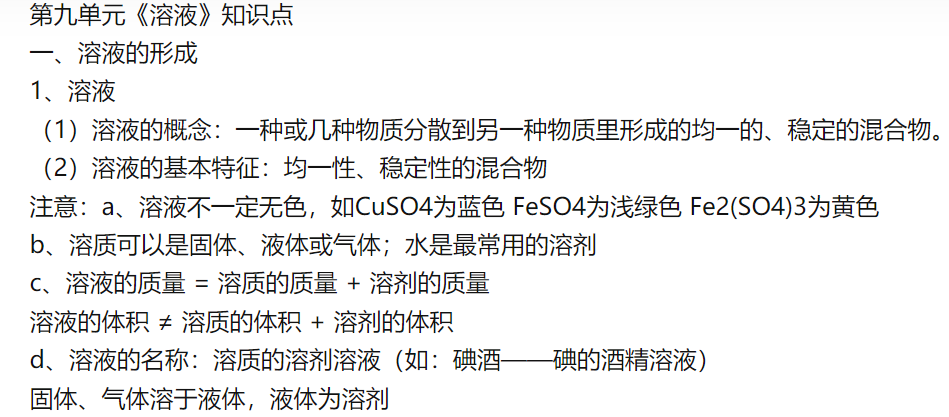 第九单元《溶液》知识点
一、溶液的形成
1、溶液
（1）溶液的概念：一种或几种物质分散到另一种物质里形成的均一的、稳定的混合物。
（2）溶液的基本特征：均一性、稳定性的混合物
注意：a、溶液不一定无色，如CuSO4为蓝色 FeSO4为浅绿色 Fe2(SO4)3为黄色
b、溶质可以是固体、液体或气体；水是最常用的溶剂
c、溶液的质量 = 溶质的质量 + 溶剂的质量
溶液的体积 ≠ 溶质的体积 + 溶剂的体积
d、溶液的名称：溶质的溶剂溶液（如：碘酒——碘的酒精溶液）
固体、气体溶于液体，液体为溶剂